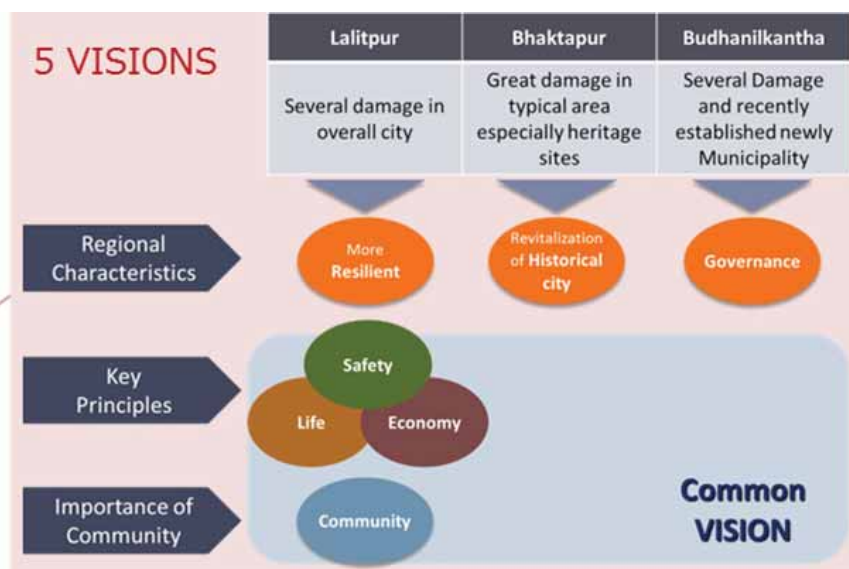 5 VISIONS
Lalitpur
Bhaktapur
Budhanilkantha
Several damage in
overall city
Great damage in
typical area
especially heritage
sites
Several Damage
and recently
established newly
Municipality
Regional
Characteristics
More
Resilient
Revitalization
of Historical
city
Governance
Key
Principles
Safety
Life
Economy
Importance of
Community
Community
Common
VISION